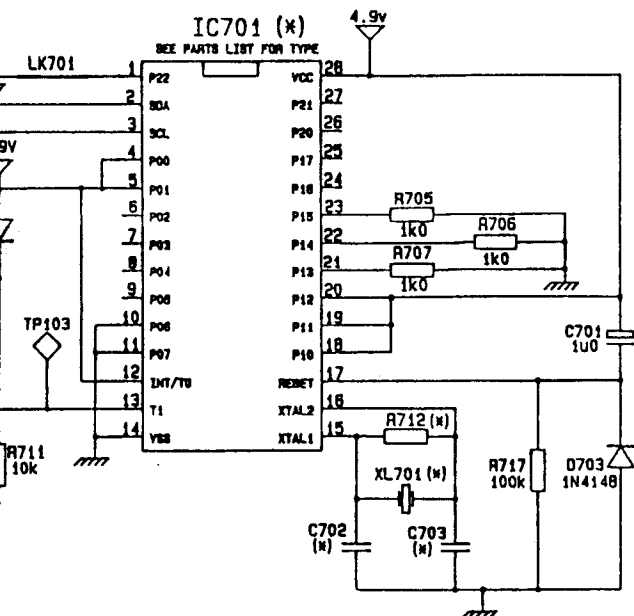 IC701 (*)
SEE PARTS LIST FOR TYPE
4.9v
LK701
9V
1 P22 VCC 28
2 SDA P21 27
3 SCL P20 26
4 P00 P17 25
5 P01 P16 24
6 P02 P15 23
7 P03 P14 22
8 P04 P13 21
9 P05 P12 20
10 P06 P11 19
11 P07 P10 18
12 INT/T0 RESET 17
13 T1 XTAL2 16
14 VSS XTAL1 15
R705
1k0
R706
1k0
R707
1k0
TP103
C701
1U0
R711
10k
R712(*)
XL701(*)
R717
100k
D703
1N4148
C702
(*)
C703
(*)